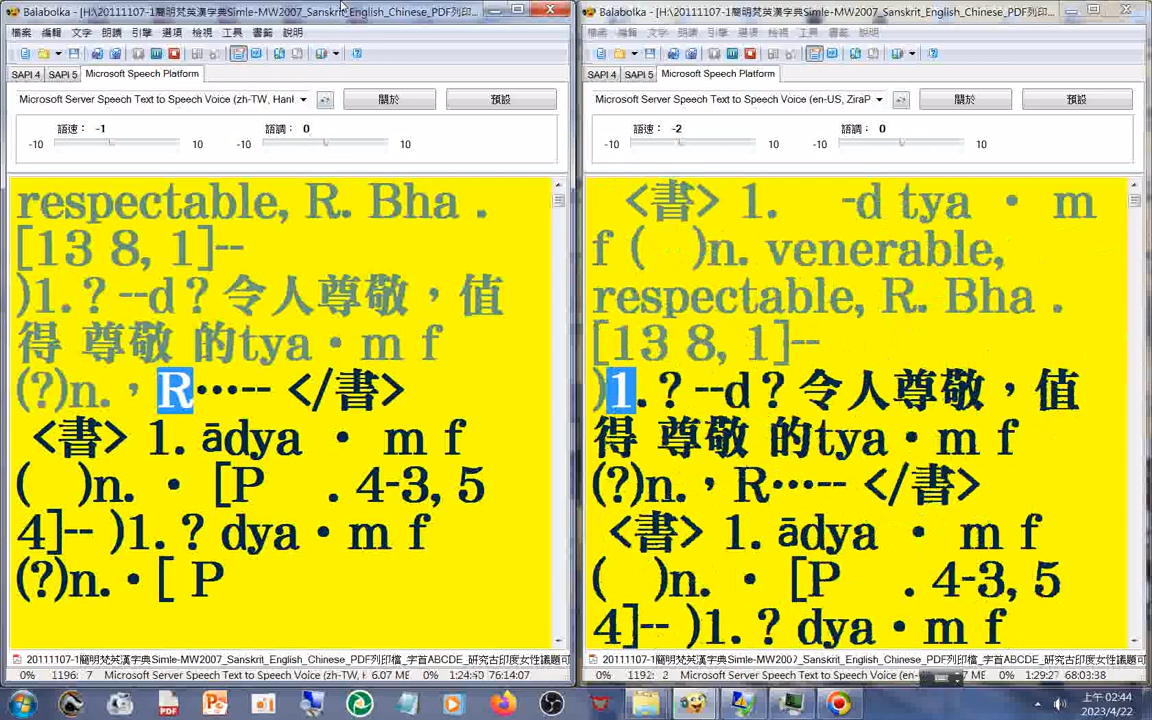 Balabolka - [H:\20111107-1簡明梵英漢字典Simle-MW2007_Sanskrit_English_Chinese_PDF列印...
檔案 編輯 文字 朗讀 引擎 選項 檢視 工具 書籤 說明
SAPI 4 SAPI 5 Microsoft Speech Platform
Microsoft Server Speech Text to Speech Voice (zh-TW, HanH
關於 預設
語速： -1 語調： 0
-10 10 -10 10
respectable, R. Bha .
[13 8, 1]--
)1. ? --d ? 令人尊敬，值
得 尊敬 的tya・m f
(?)n.，R…-- </書>
<書> 1. ādya ・ m f
( )n. ・ [P . 4-3, 5
4]-- )1. ? dya・m f
(?)n.・[ P
20111107-1簡明梵英漢字典Simle-MW2007_Sanskrit_English_Chinese_PDF列印檔_字首ABCDE_研究古印度女性議題可
0% 1196: 7 Microsoft Server Speech Text to Speech Voice (zh-TW, H 6.07 ME 0% 1:24:50 76:14:07
Balabolka - [H:\20111107-1簡明梵英漢字典Simle-MW2007_Sanskrit_English_Chinese_PDF列印...
檔案 編輯 文字 朗讀 引擎 選項 檢視 工具 書籤 說明
SAPI 4 SAPI 5 Microsoft Speech Platform
Microsoft Server Speech Text to Speech Voice (en-US, ZiraP
關於 預設
語速： -2 語調： 0
-10 10 -10 10
<書> 1. -d tya ・ m
f ( )n. venerable,
respectable, R. Bha .
[13 8, 1]--
)1. ? --d ? 令人尊敬，值
得 尊敬 的tya・m f
(?)n.，R…-- </書>
<書> 1. ādya ・ m f
( )n. ・ [P . 4-3, 5
4]-- )1. ? dya・m f
20111107-1簡明梵英漢字典Simle-MW2007_Sanskrit_English_Chinese_PDF列印檔_字首ABCDE_研究古印度女性議題可
0% 1192: 2 Microsoft Server Speech Text to Speech Voice 0% 1:29:27 68:03:38
上午 02:44
2023/4/22